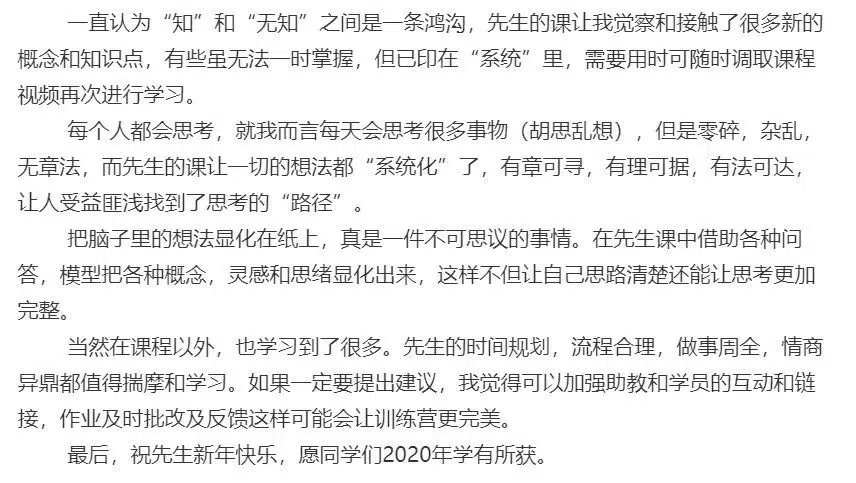 一直认为“知”和“无知”之间是一条鸿沟，先生的课让我觉察和接触了很多新的
概念和知识点，有些虽无法一时掌握，但已印在“系统”里，需要用时可随时调取课程
视频再次进行学习。
每个人都会思考，就我而言每天会思考很多事物（胡思乱想），但是零碎，杂乱，
无章法，而先生的课让一切的想法都“系统化”了，有章可寻，有理可据，有法可达，
让人受益匪浅找到了思考的“路径”。
把脑子里的想法显化在纸上，真是一件不可思议的事情。在先生课中借助各种问
答，模型把各种概念，灵感和思绪显化出来，这样不但让自己思路清楚还能让思考更加
完整。
当然在课程以外，也学习到了很多。先生的时间规划，流程合理，做事周全，情商
异鼎都值得揣摩和学习。如果一定要提出建议，我觉得可以加强助教和学员的互动和链
接，作业及时批改及反馈这样可能会让训练营更完美。
最后，祝先生新年快乐，愿同学们2020年学有所获。